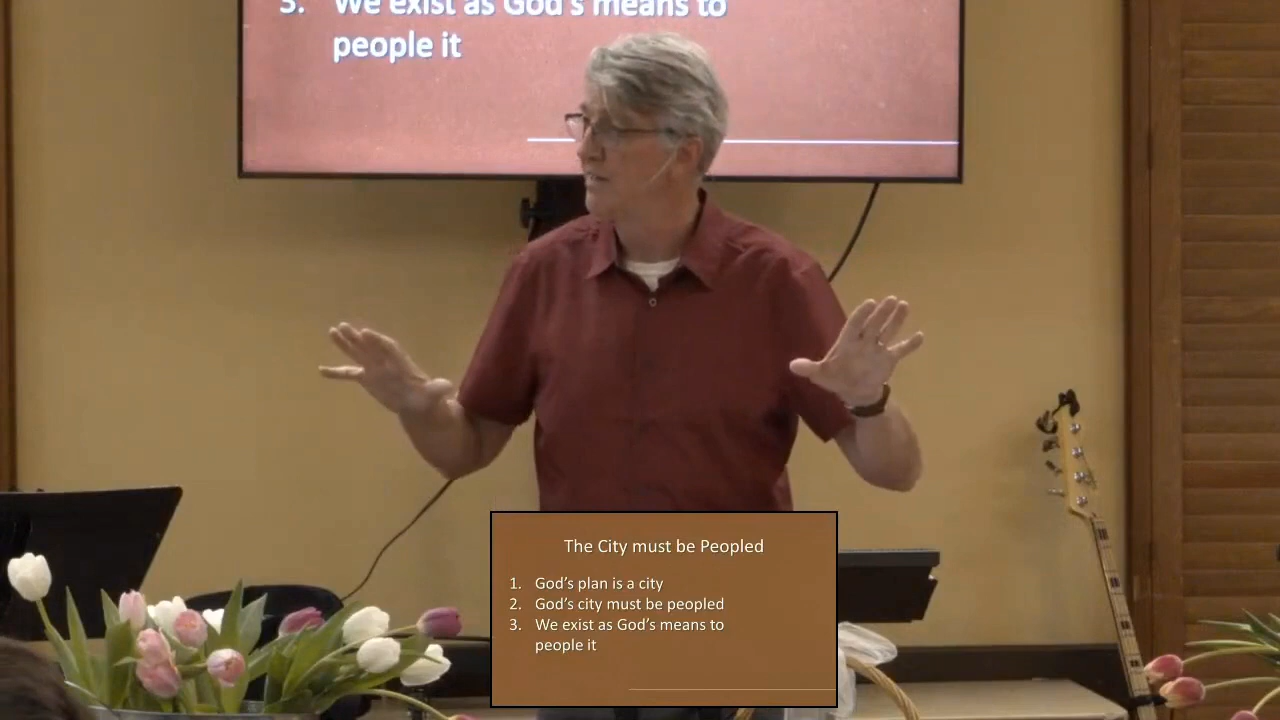 3. We exist as God's means to
people it
The City must be Peopled
1. God's plan is a city
2. God's city must be peopled
3. We exist as God's means to
people it